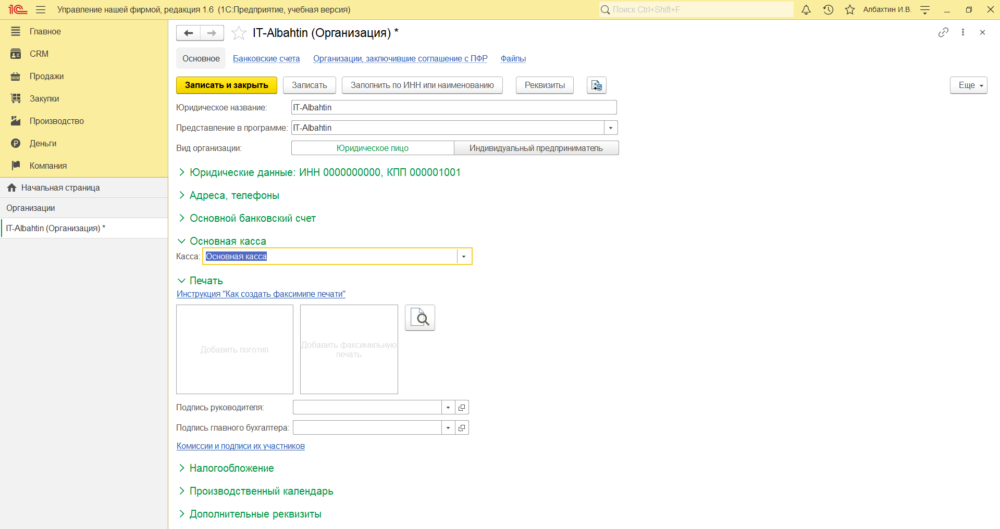 1С Управление нашей фирмой, редакция 1.6 (1С:Предприятие, учебная версия) Поиск Ctrl+Shift+F Албахтин И.В.
Главное
CRM
Продажи
Закупки
Производство
Деньги
Компания
Начальная страница
Организации
IT-Albahtin (Организация) *
IT-Albahtin (Организация) *
Основное Банковские счета Организации, заключившие соглашение с ПФР Файлы
Записать и закрыть Записать Заполнить по ИНН или наименованию Реквизиты Еще
Юридическое название: IT-Albahtin
Представление в программе: IT-Albahtin
Вид организации: Юридическое лицо Индивидуальный предприниматель
Юридические данные: ИНН 0000000000, КПП 000001001
Адреса, телефоны
Основной банковский счет
Основная касса
Касса: Основная касса
Печать
Инструкция "Как создать факсимиле печати"
Добавить логотип
Добавить факсимильную
печать
Подпись руководителя:
Подпись главного бухгалтера:
Комиссии и подписи их участников
Налогообложение
Производственный календарь
Дополнительные реквизиты